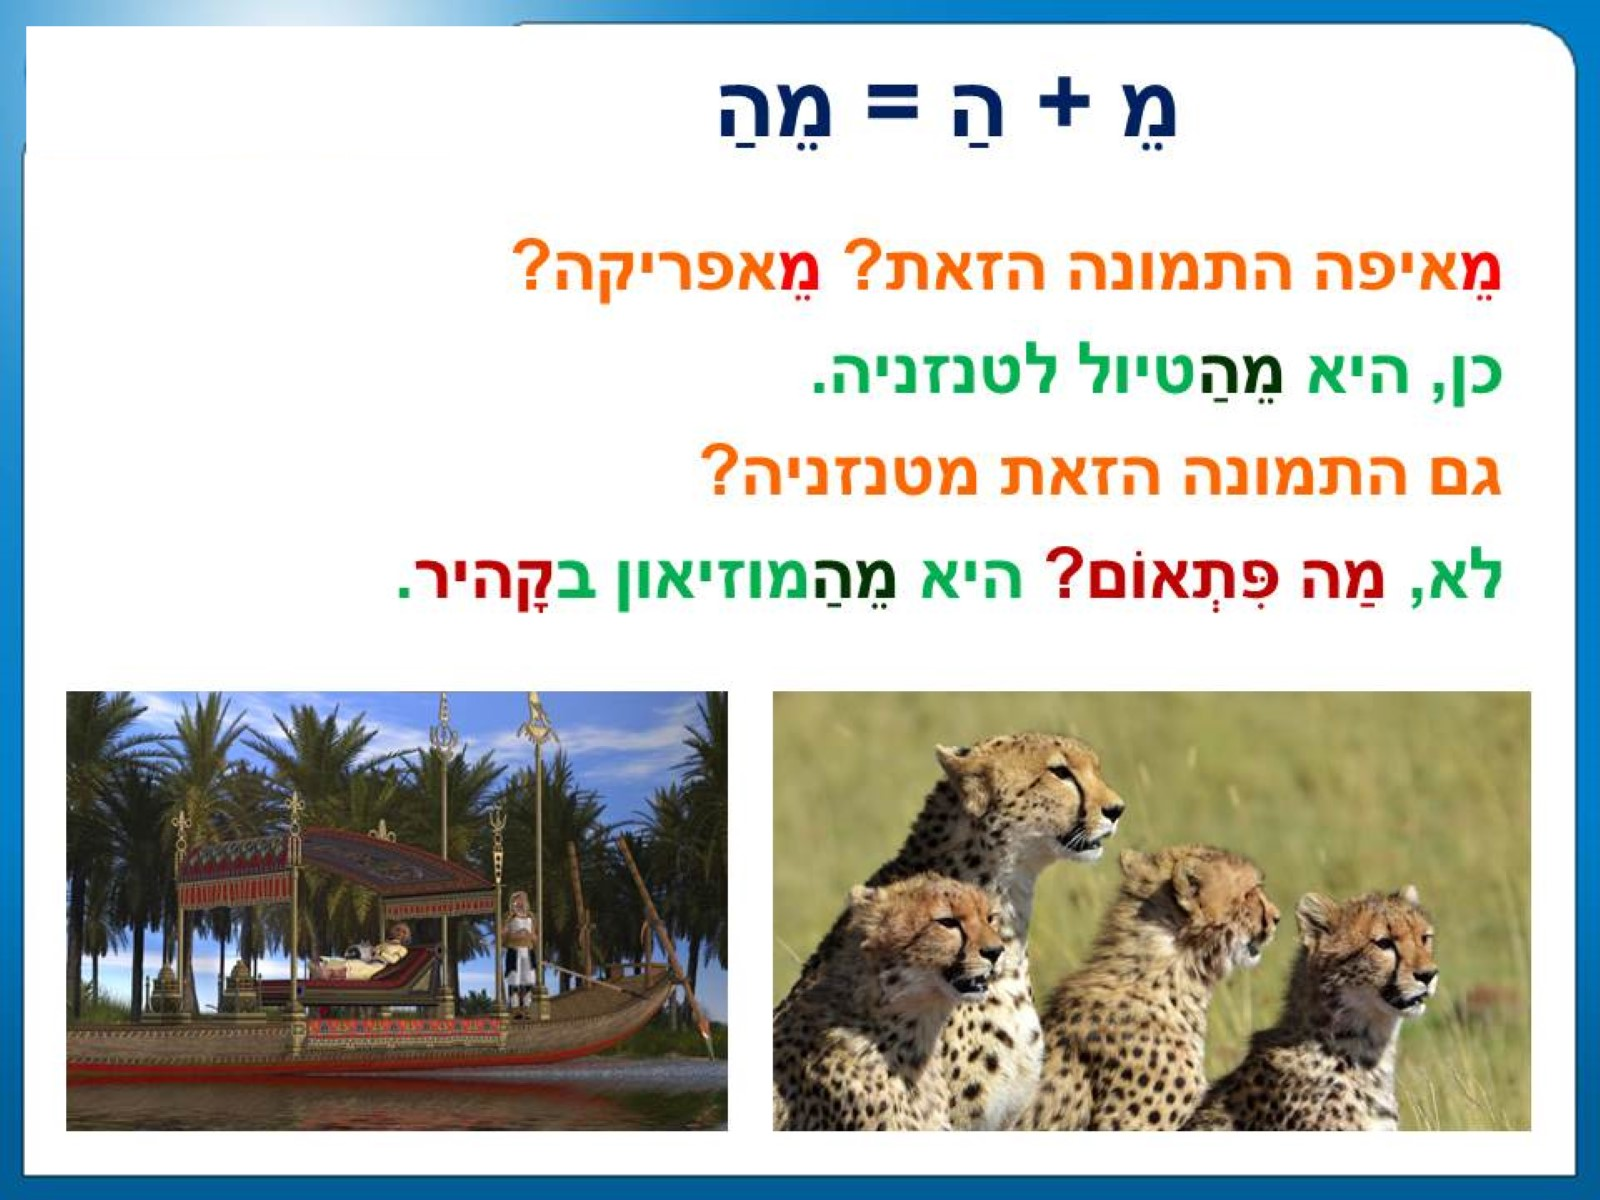 מֵ + הַ = מֵהַ
מֵאיפה התמונה הזאת? מֵאפריקה?
כן, היא מֵהַטיול לטנזניה.
גם התמונה הזאת מטנזניה?
לא, מַה פִּתְאוֹם? היא מֵהַמוזיאון בקָהיר.